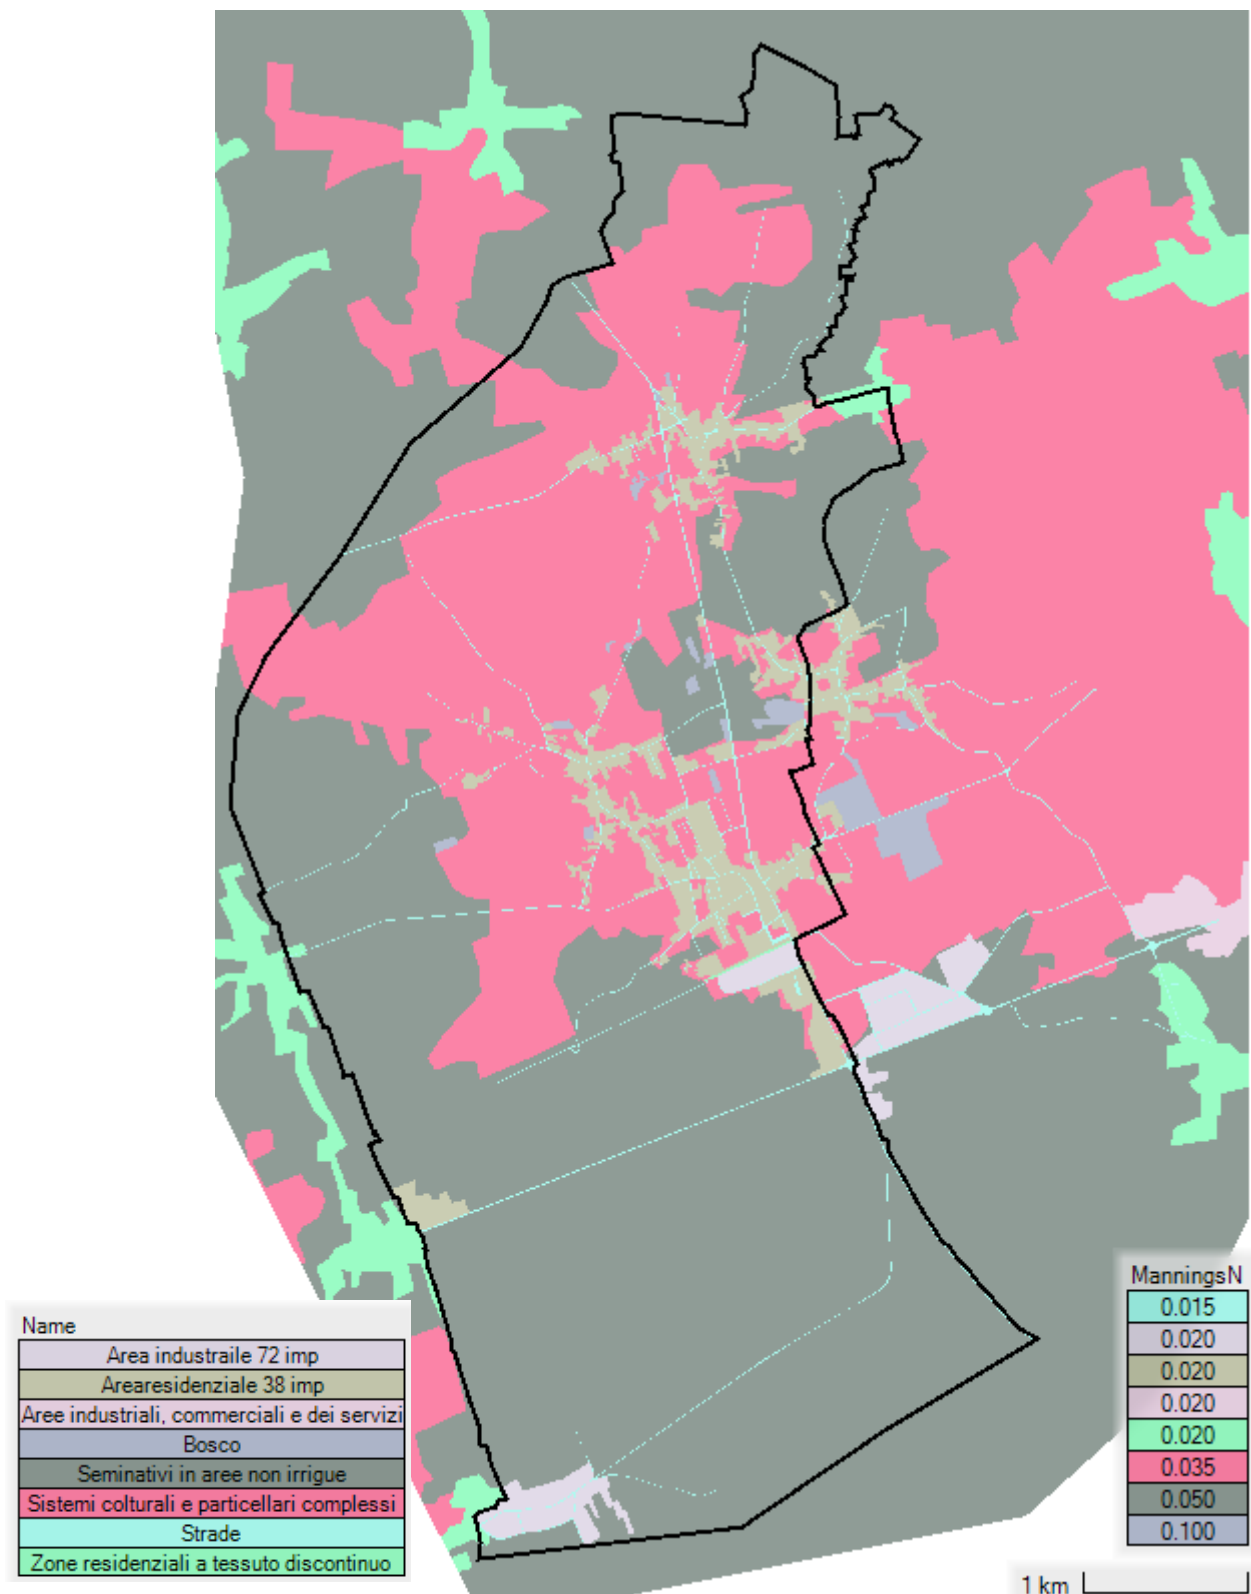 Name
Area industraile 72 imp
Arearesidenziale 38 imp
Aree industriali, commerciali e dei servizi
Bosco
Seminativi in aree non irrigue
Sistemi colturali e particellari complessi
Strade
Zone residenziali a tessuto discontinuo
ManningsN
0.015
0.020
0.020
0.020
0.020
0.035
0.050
0.100
1 km